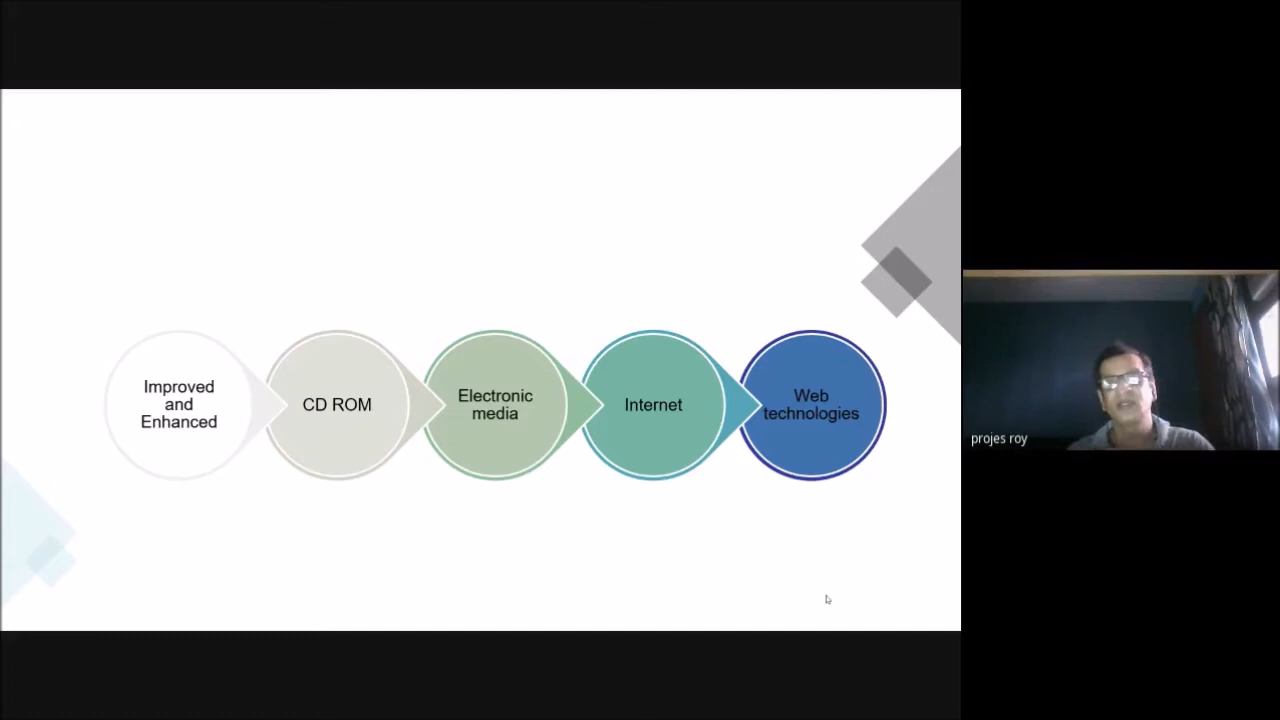 Improved
and
Enhanced
CD ROM
Electronic
media
Internet
Web
technologies
projes roy